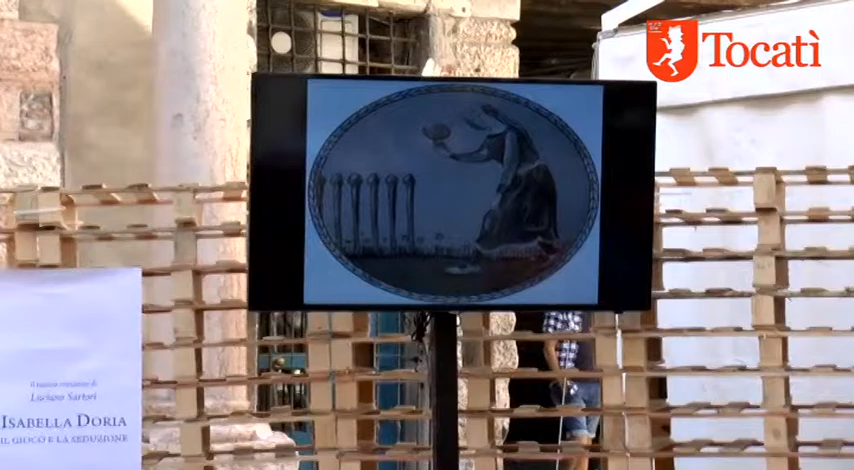 Tocatì
il nuovo romanzo di
Luciano Sartori
ISABELLA DORIA
IL GIOCO E LA SEDUZIONE